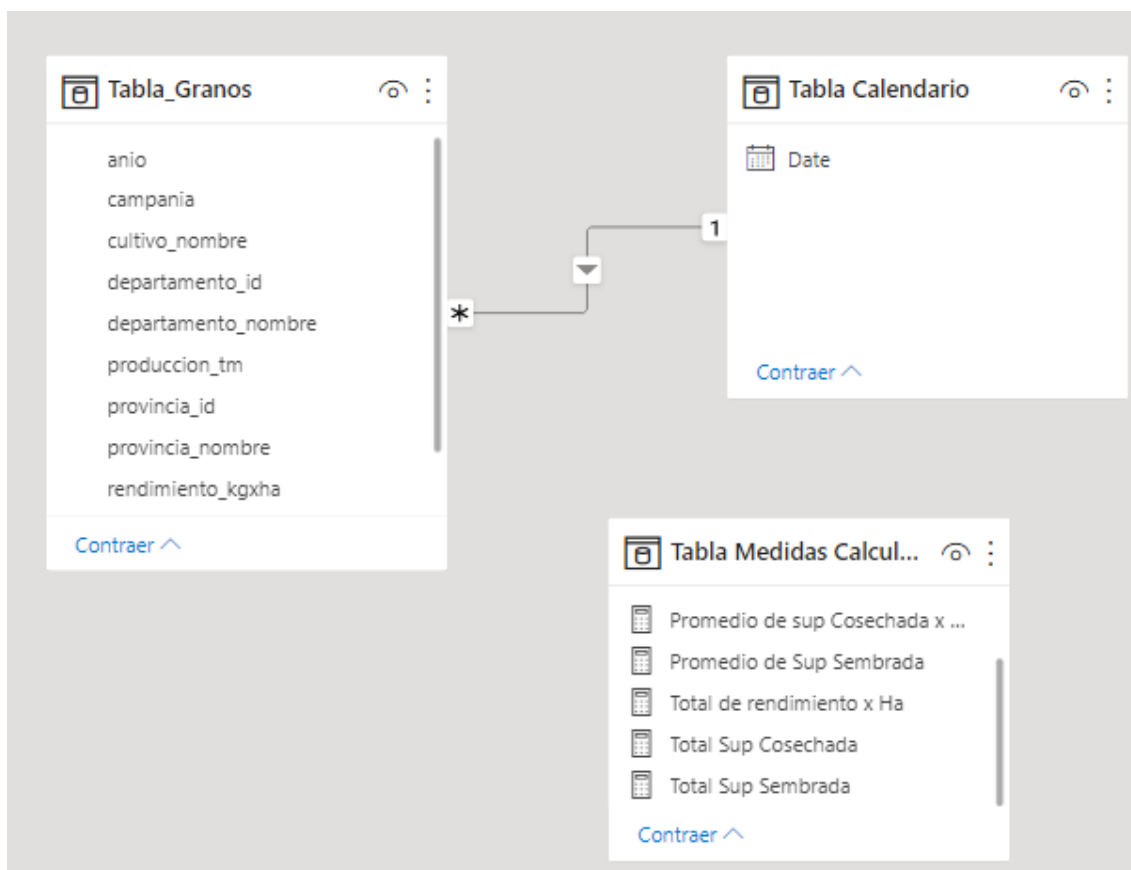 Tabla_Granos
anio
campania
cultivo_nombre
departamento_id
departamento_nombre
produccion_tm
provincia_id
provincia_nombre
rendimiento_kgxha
Contraer
Tabla Calendario
Date
Contraer
1
*
Tabla Medidas Calcul...
Promedio de sup Cosechada x ...
Promedio de Sup Sembrada
Total de rendimiento x Ha
Total Sup Cosechada
Total Sup Sembrada
Contraer